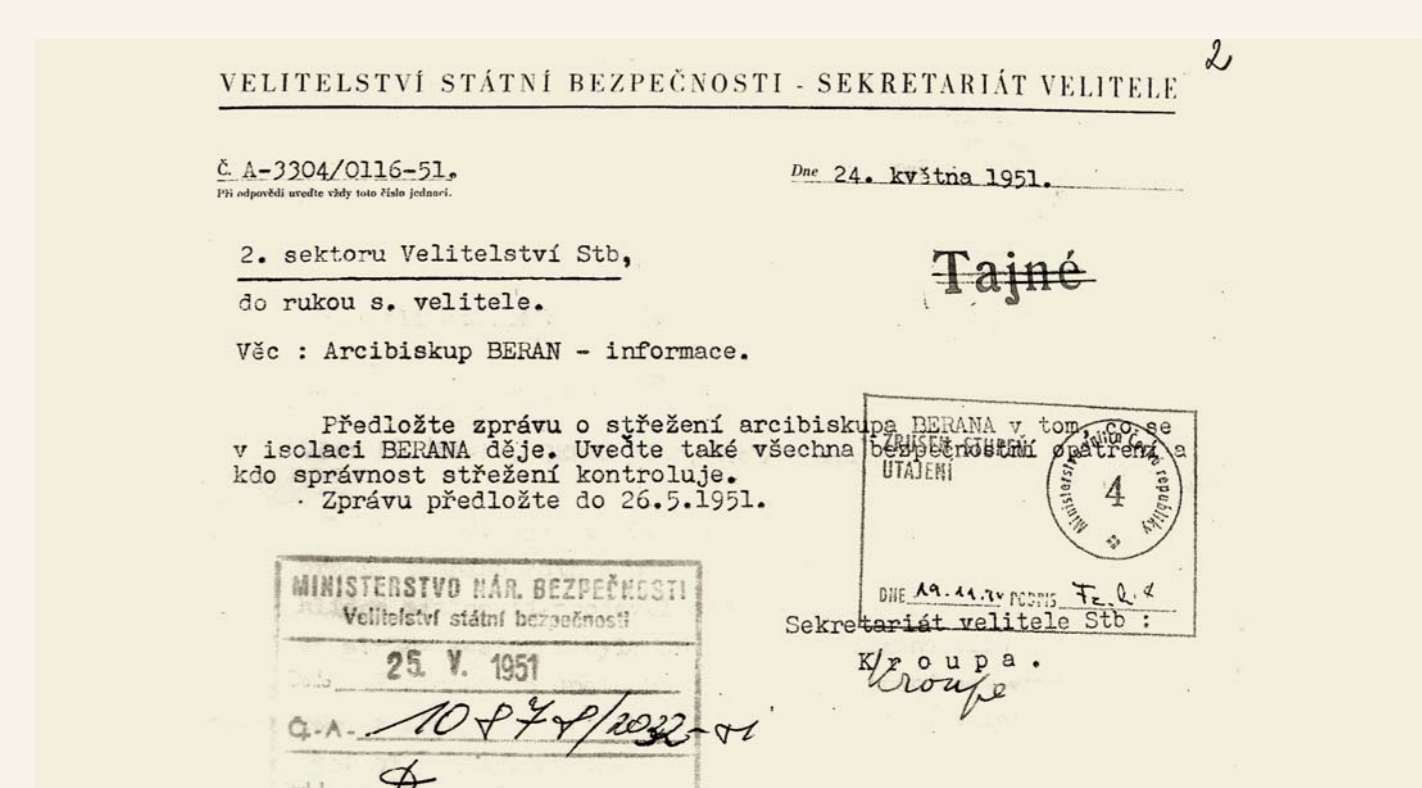 2
VELITELSTVÍ STÁTNÍ BEZPEČNOSTI - SEKRETARIÁT VELITELE
Č. A-3304/0116-51.
Při odpovědi uveďte vždy toto číslo jednací.
Dne 24. května 1951.
2. sektoru Velitelství Stb,
do rukou s. velitele.
Tajné
Věc : Arcibiskup BERAN - informace.
Předložte zprávu o střežení arcibiskupa BERANA v tom, co se
v isolaci BERANA děje. Uveďte také všechna bezpečnostní opatření a
kdo správnost střežení kontroluje.
Zprávu předložte do 26.5.1951.
ZRUŠEN STUPEŇ
UTAJENÍ
Ministerstvo vnitra České republiky
4
DNE 19.11. PODPIS
MINISTERSTVO NÁR. BEZPEČNOSTI
Velitelství státní bezpečnosti
25. V. 1951
Č.-A-
Sekretariát velitele Stb :
Kroupa.
Kroupa